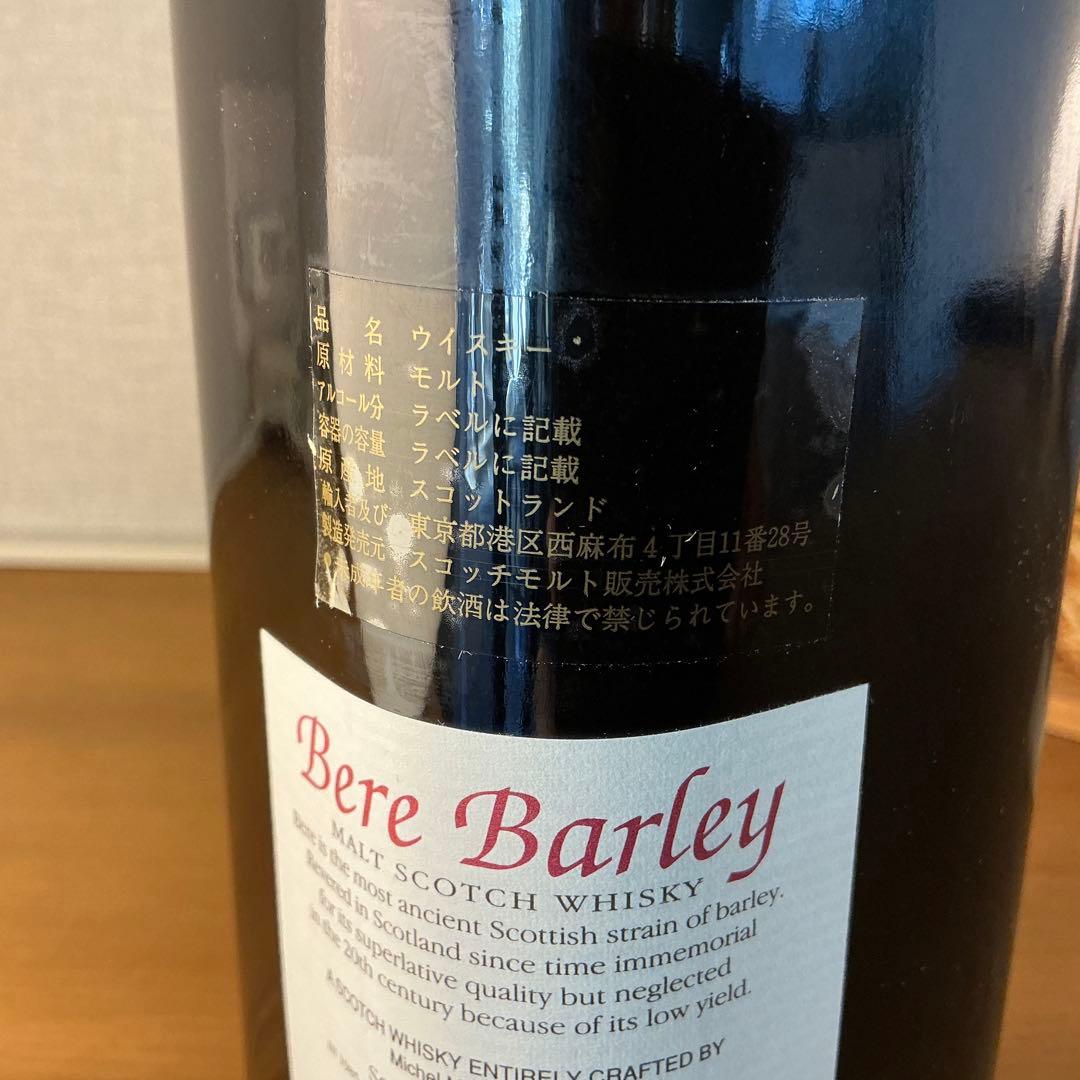 品名 ウイスキー
原材料 モルト
アルコール分 ラベルに記載
容器の容量 ラベルに記載
原産地 スコットランド
輸入者及び 東京都港区西麻布4丁目11番28号
製造発売元 スコッチモルト販売株式会社
●未成年者の飲酒は法律で禁じられています。
Bere Barley
MALT SCOTCH WHISKY
Bere is the most ancient Scottish strain of barley.
Revered in Scotland since time immemorial
for its superlative quality but neglected
in the 20th century because of its low yield.
A SCOTCH WHISKY ENTIRELY CRAFTED BY
Michel